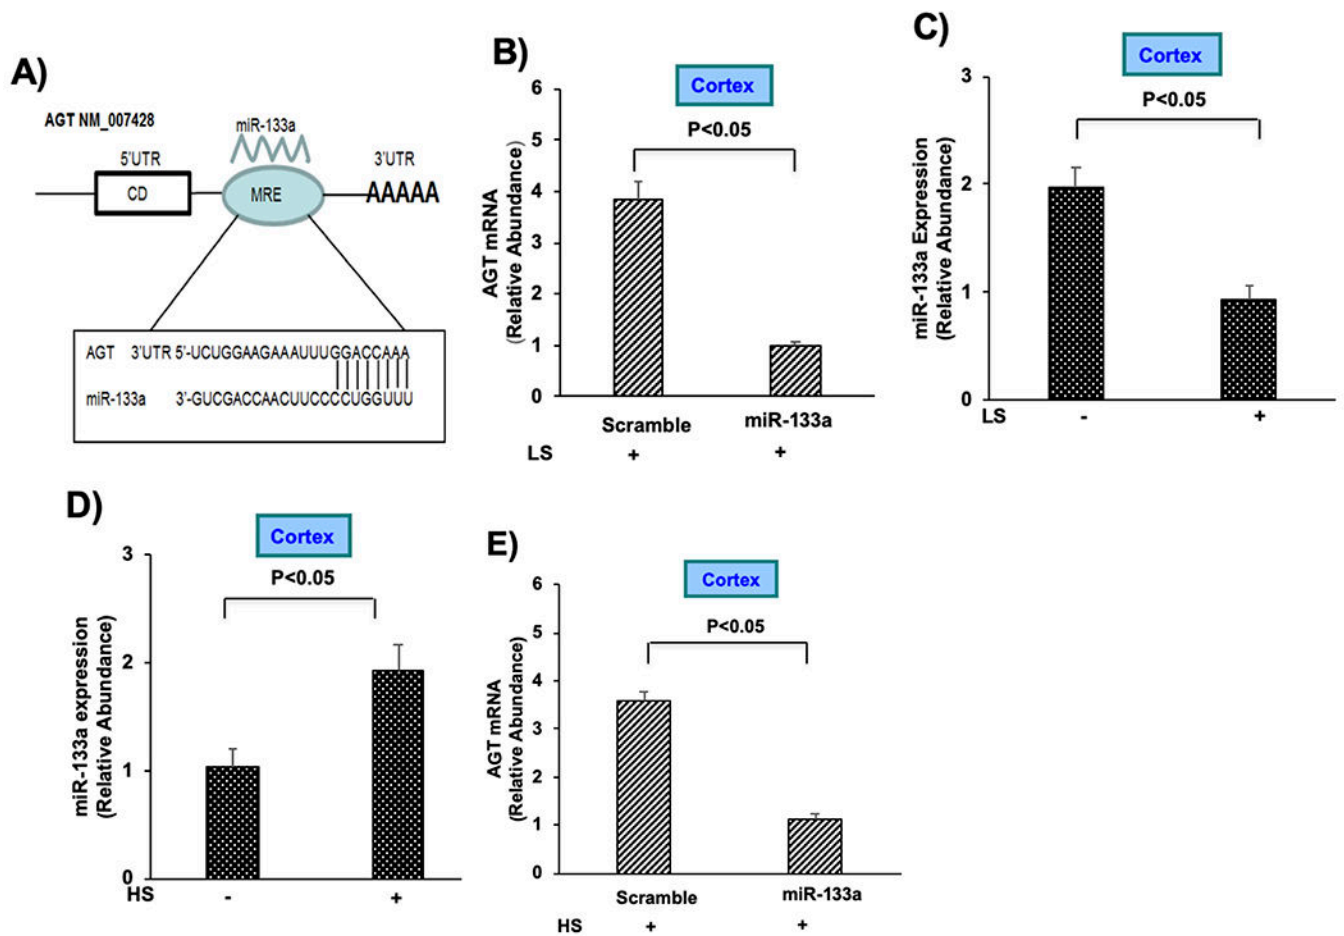 A)
AGT NM_007428
miR-133a
5'UTR
3'UTR
CD
MRE
AAAAA
AGT 3'UTR 5'-UCUGGAAGAAAUUUGGACCAAA
miR-133a 3'-GUCGACCAACUUCCCCUGGUUU
B)
Cortex
P<0.05
AGT mRNA
(Relative Abundance)
6
5
4
3
2
1
0
Scramble miR-133a
LS + +
C)
Cortex
P<0.05
miR-133a Expression
(Relative Abundance)
3
2
1
0
LS - +
D)
Cortex
P<0.05
miR-133a expression
(Relative Abundance)
3
2
1
0
HS - +
E)
Cortex
P<0.05
AGT mRNA
(Relative Abundance)
6
5
4
3
2
1
0
Scramble miR-133a
HS + +